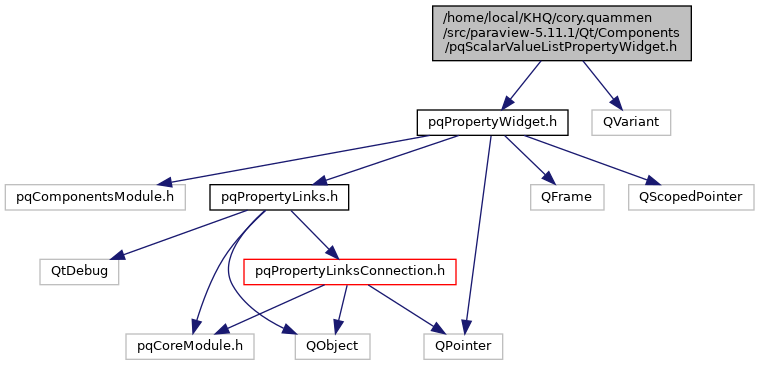 /home/local/KHQ/cory.quammen
/src/paraview-5.11.1/Qt/Components
/pqScalarValueListPropertyWidget.h
pqPropertyWidget.h
QVariant
pqComponentsModule.h
pqPropertyLinks.h
QFrame
QScopedPointer
QtDebug
pqPropertyLinksConnection.h
pqCoreModule.h
QObject
QPointer